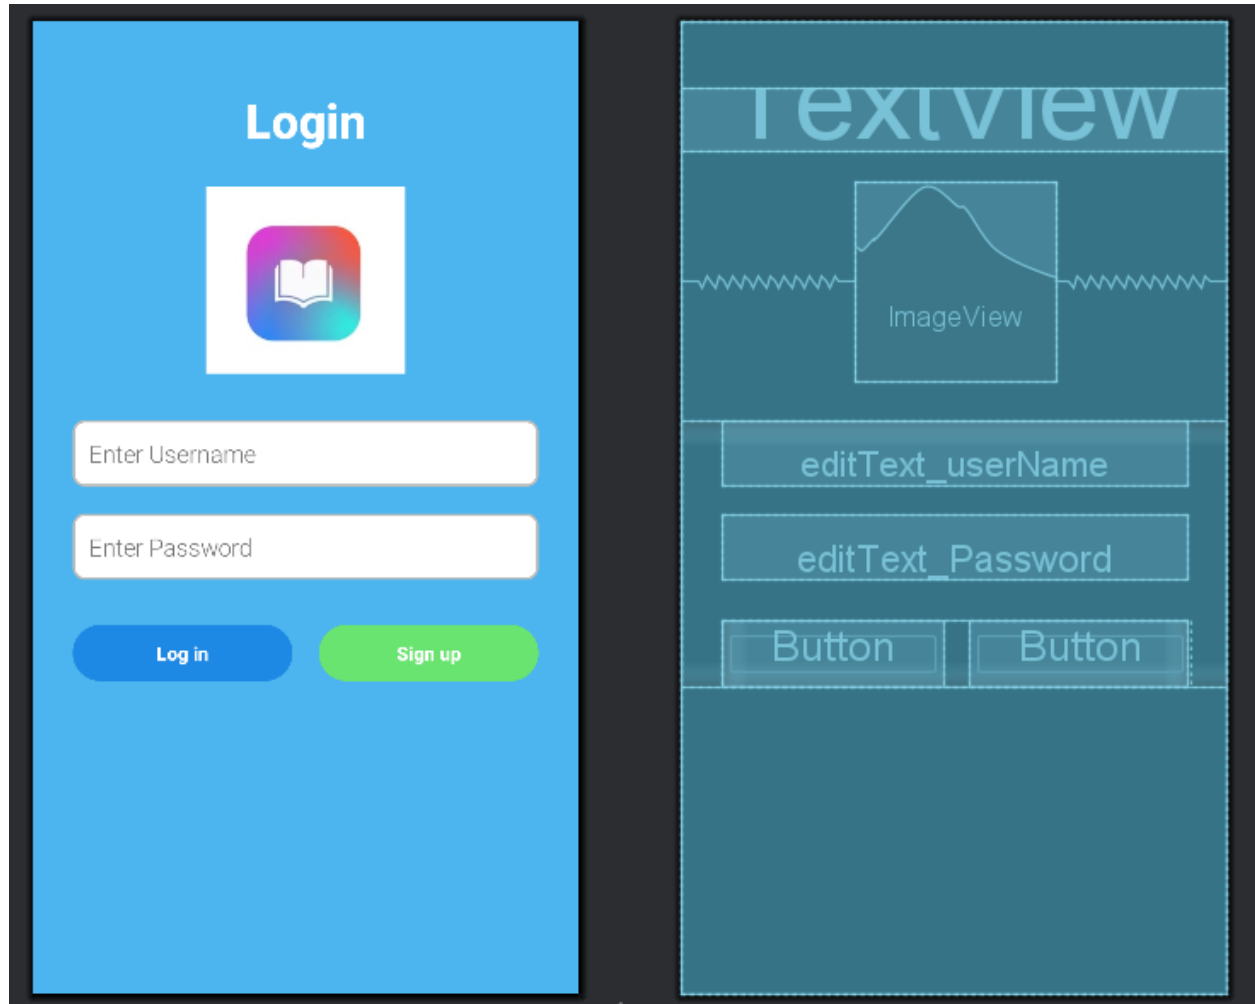 Login
Enter Username
Enter Password
Log in
Sign up
TextView
ImageView
editText_userName
editText_Password
Button
Button